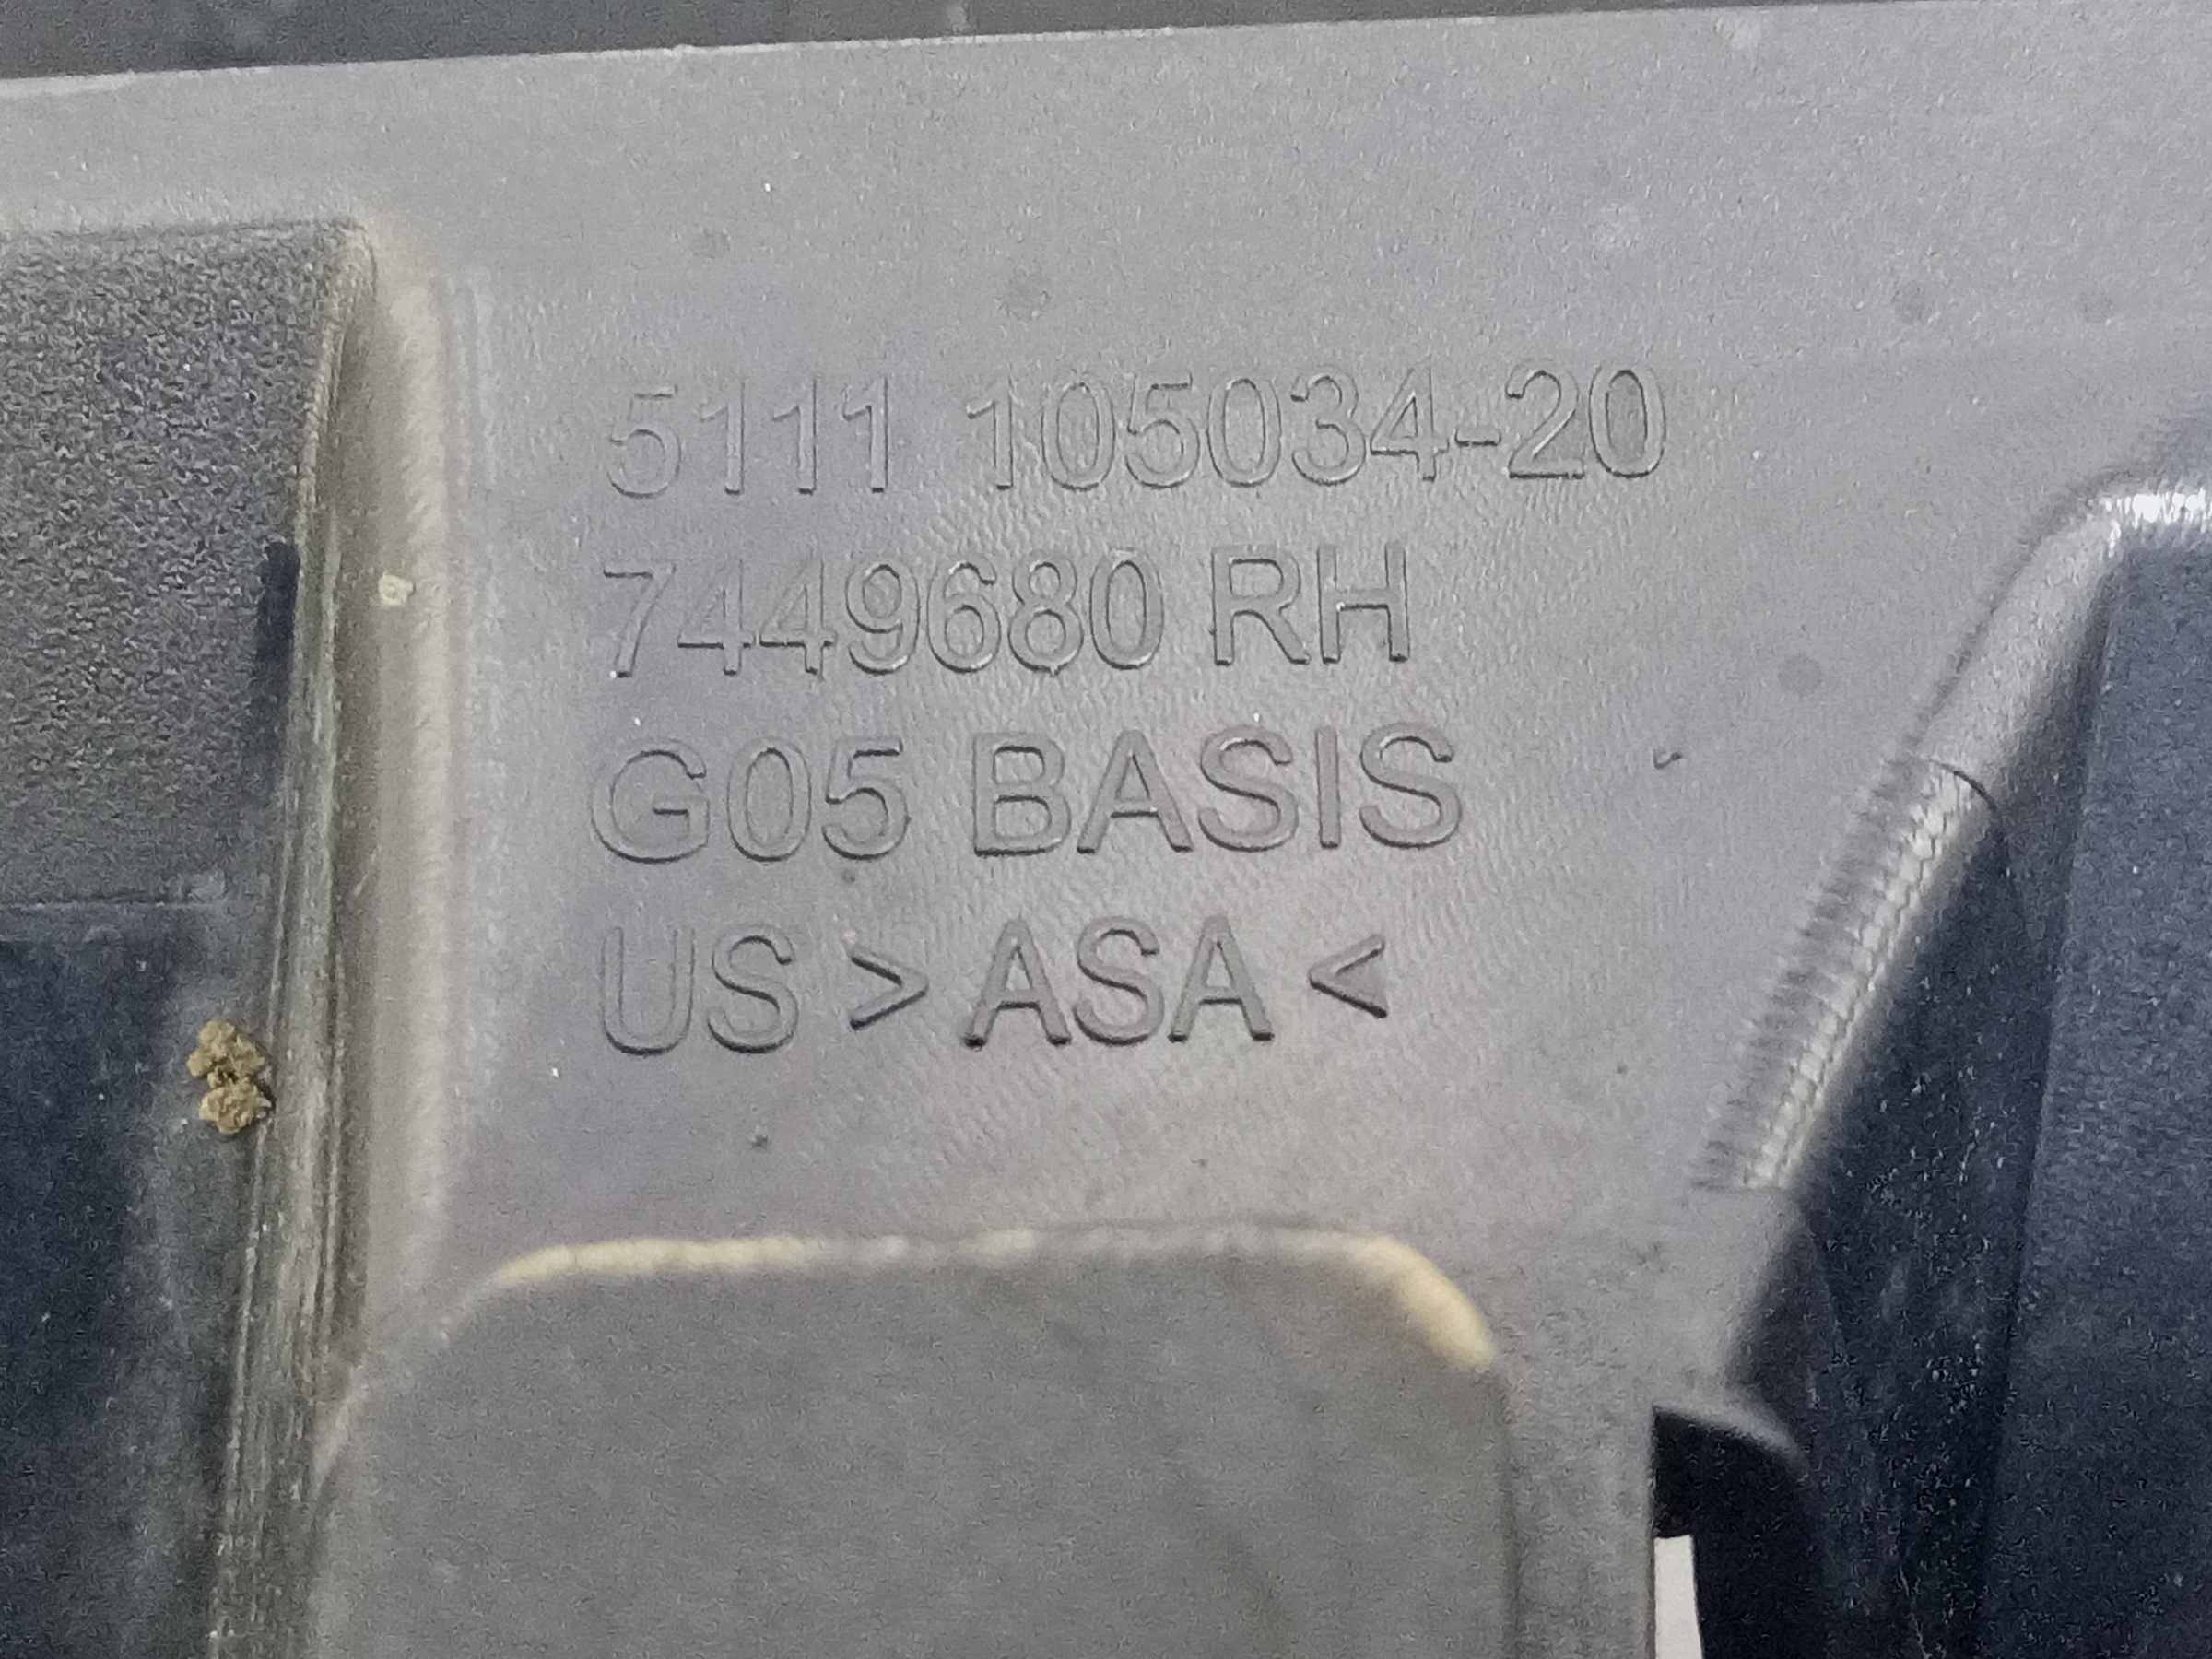 5111 105034-20
7449680 RH
G05 BASIS
US > ASA <